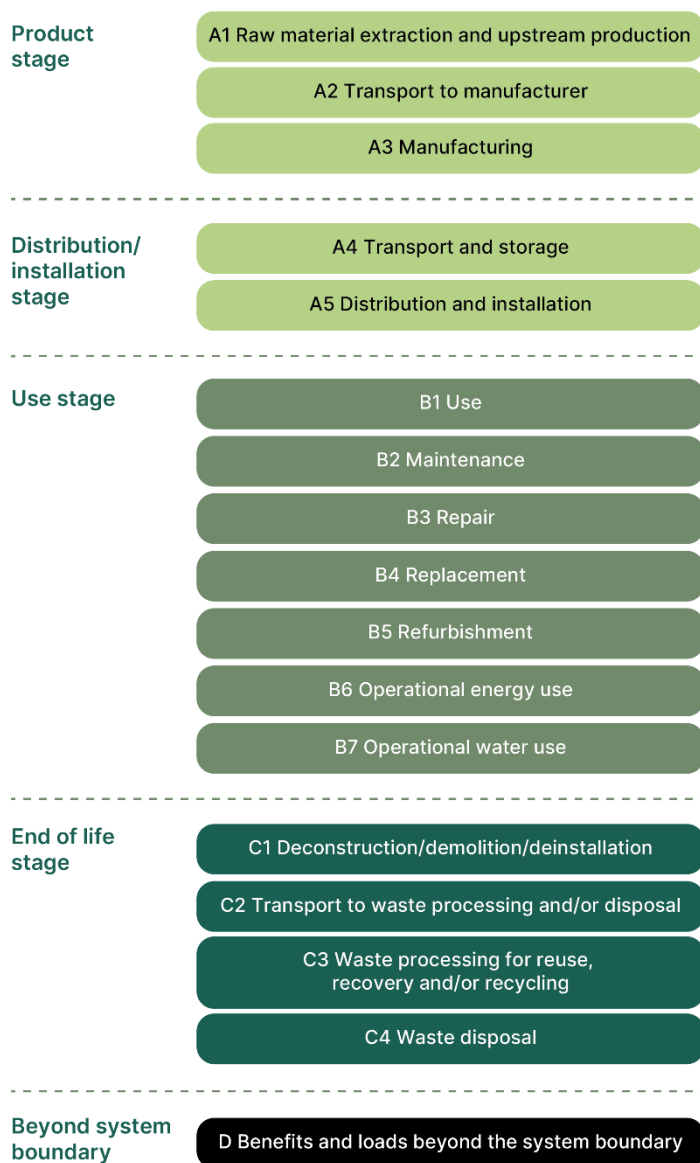 Product
stage
A1 Raw material extraction and upstream production
A2 Transport to manufacturer
A3 Manufacturing
Distribution/
installation
stage
A4 Transport and storage
A5 Distribution and installation
Use stage
B1 Use
B2 Maintenance
B3 Repair
B4 Replacement
B5 Refurbishment
B6 Operational energy use
B7 Operational water use
End of life
stage
C1 Deconstruction/demolition/deinstallation
C2 Transport to waste processing and/or disposal
C3 Waste processing for reuse,
recovery and/or recycling
C4 Waste disposal
Beyond system
boundary
D Benefits and loads beyond the system boundary